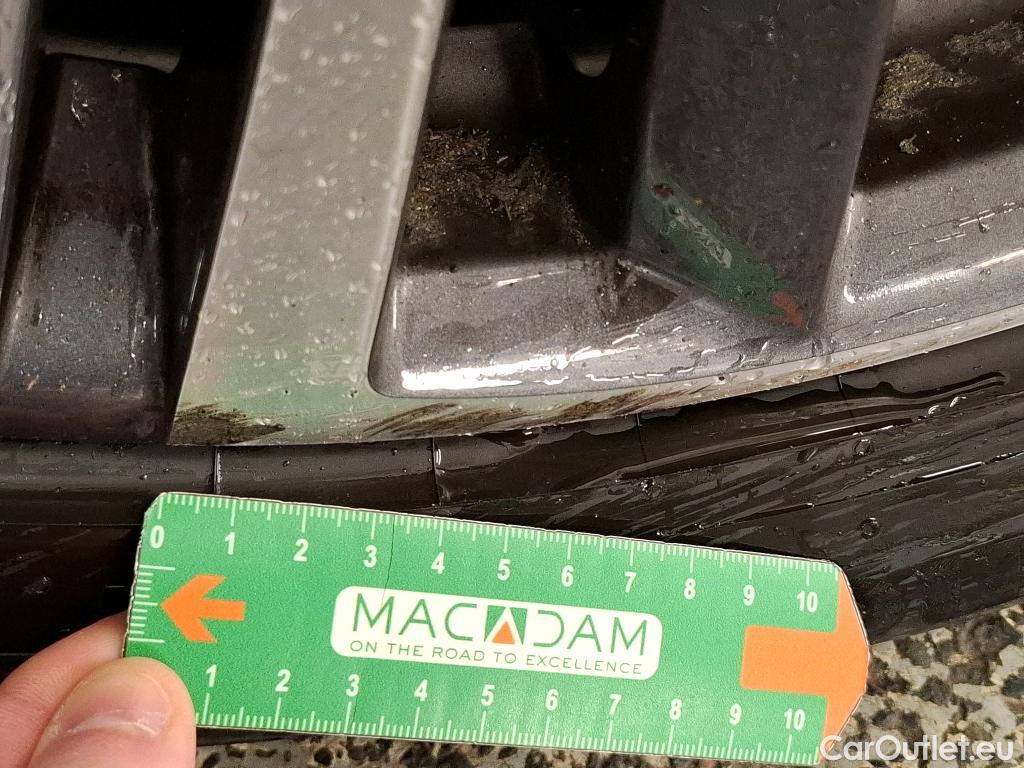 0 1 2 3 4 5 6 7 8 9 10
MACADAM
ON THE ROAD TO EXCELLENCE
1 2 3 4 5 6 7 8 9 10
CarOutlet.eu